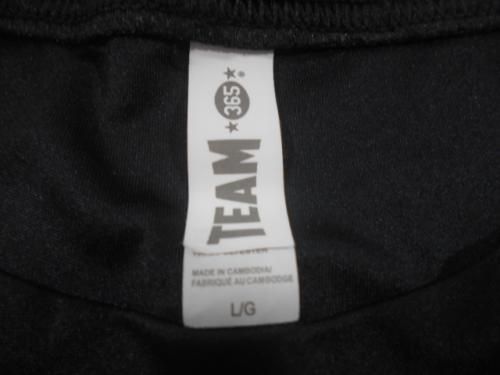 TEAM
365
MADE IN CAMBODIA/
FABRIQUÉ AU CAMBODGE
L/G